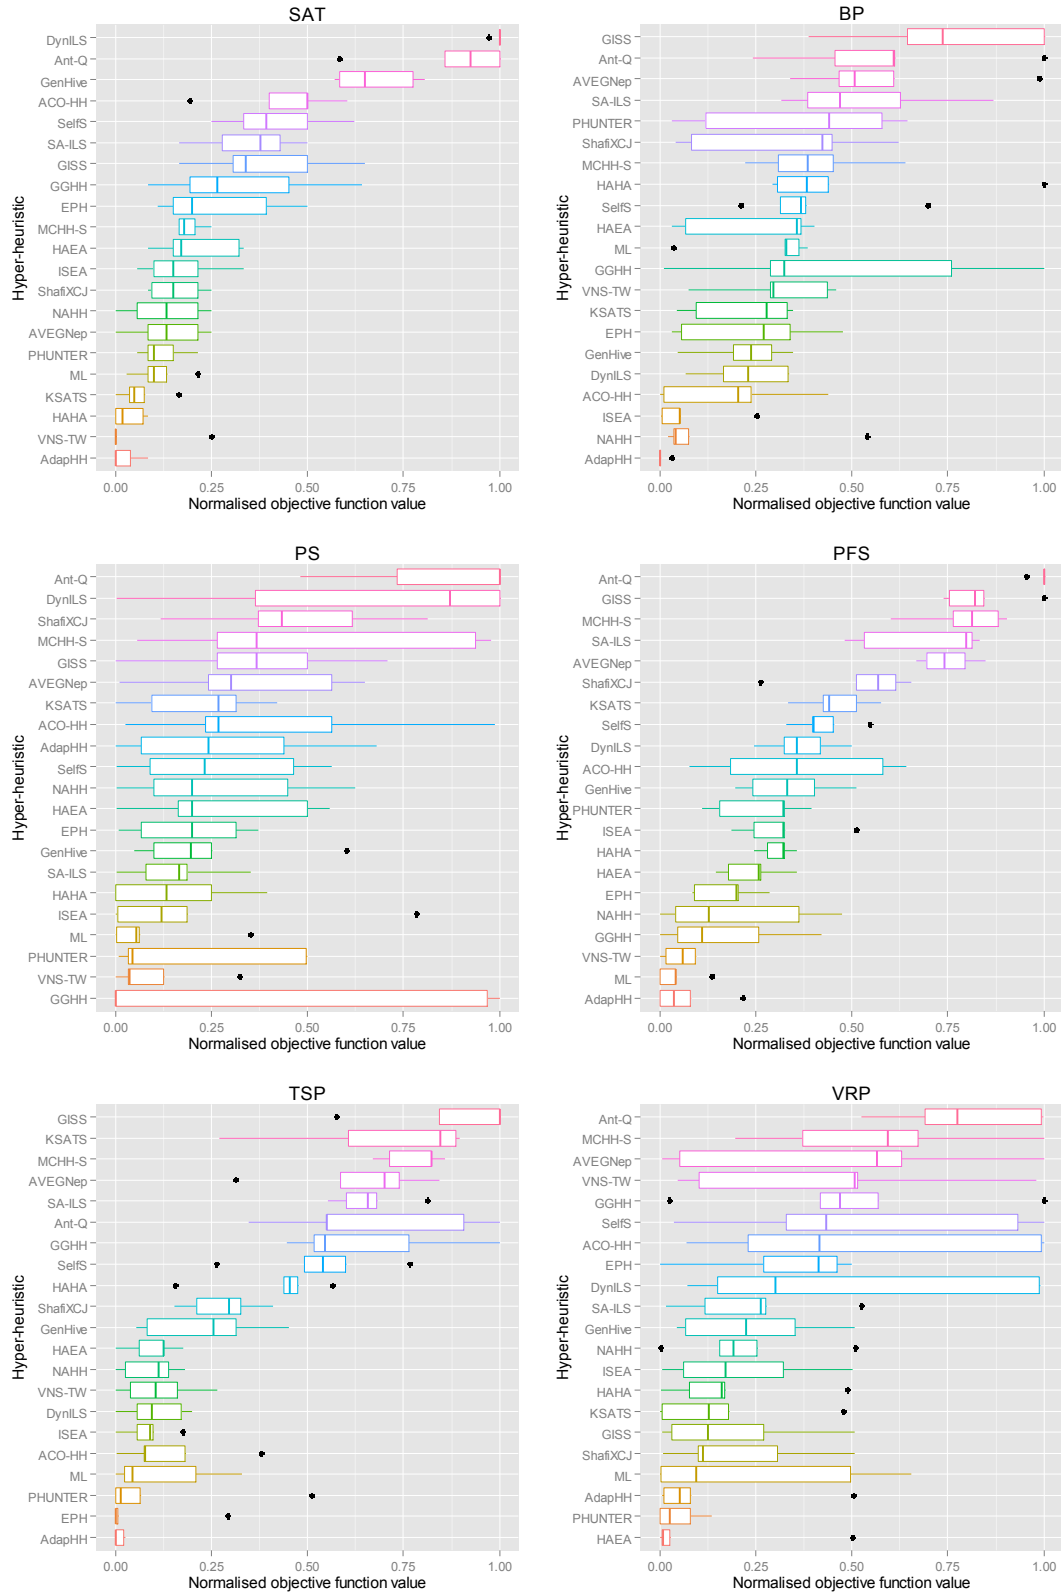 SAT
Hyper-heuristic
DynILS
Ant-Q
GenHive
ACO-HH
SelfS
SA-ILS
GISS
GGHH
EPH
MCHH-S
HAEA
ISEA
ShafiXCJ
NAHH
AVEGNep
PHUNTER
ML
KSATS
HAHA
VNS-TW
AdapHH
0.00 0.25 0.50 0.75 1.00
Normalised objective function value
BP
Hyper-heuristic
GISS
Ant-Q
AVEGNep
SA-ILS
PHUNTER
ShafiXCJ
MCHH-S
HAHA
SelfS
HAEA
ML
GGHH
VNS-TW
KSATS
EPH
GenHive
DynILS
ACO-HH
ISEA
NAHH
AdapHH
0.00 0.25 0.50 0.75 1.00
Normalised objective function value
PS
Hyper-heuristic
Ant-Q
DynILS
ShafiXCJ
MCHH-S
GISS
AVEGNep
KSATS
ACO-HH
AdapHH
SelfS
NAHH
HAEA
EPH
GenHive
SA-ILS
HAHA
ISEA
ML
PHUNTER
VNS-TW
GGHH
0.00 0.25 0.50 0.75 1.00
Normalised objective function value
PFS
Hyper-heuristic
Ant-Q
GISS
MCHH-S
SA-ILS
AVEGNep
ShafiXCJ
KSATS
SelfS
DynILS
ACO-HH
GenHive
PHUNTER
ISEA
HAHA
HAEA
EPH
NAHH
GGHH
VNS-TW
ML
AdapHH
0.00 0.25 0.50 0.75 1.00
Normalised objective function value
TSP
Hyper-heuristic
GISS
KSATS
MCHH-S
AVEGNep
SA-ILS
Ant-Q
GGHH
SelfS
HAHA
ShafiXCJ
GenHive
HAEA
NAHH
VNS-TW
DynILS
ISEA
ACO-HH
ML
PHUNTER
EPH
AdapHH
0.00 0.25 0.50 0.75 1.00
Normalised objective function value
VRP
Hyper-heuristic
Ant-Q
MCHH-S
AVEGNep
VNS-TW
GGHH
SelfS
ACO-HH
EPH
DynILS
SA-ILS
GenHive
NAHH
ISEA
HAHA
KSATS
GISS
ShafiXCJ
ML
AdapHH
PHUNTER
HAEA
0.00 0.25 0.50 0.75 1.00
Normalised objective function value